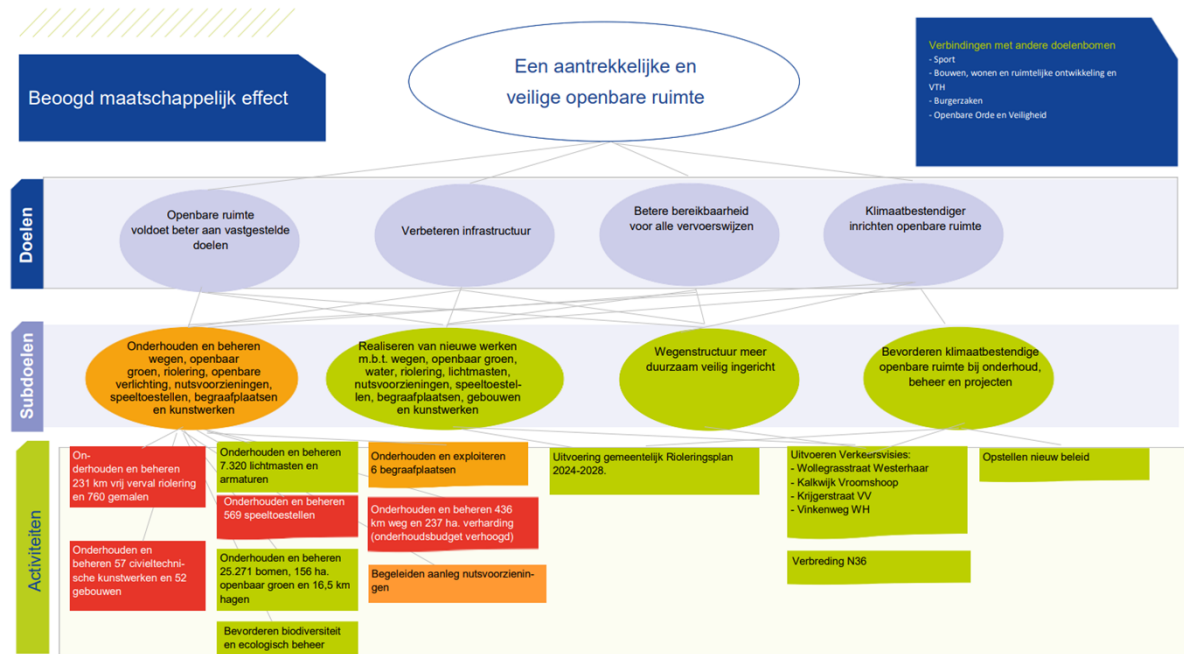 Beoogd maatschappelijk effect
Een aantrekkelijke en
veilige openbare ruimte
Verbindingen met andere doelenbomen
- Sport
- Bouwen, wonen en ruimtelijke ontwikkeling en
VTH
- Burgerzaken
- Openbare Orde en Veiligheid
Doelen
Openbare ruimte
voldoet beter aan vastgestelde
doelen
Verbeteren infrastructuur
Betere bereikbaarheid
voor alle vervoerswijzen
Klimaatbestendiger
inrichten openbare ruimte
Subdoelen
Onderhouden en beheren
wegen, openbaar
groen, riolering, openbare
verlichting, nutsvoorzieningen,
speeltoestellen, begraafplaatsen
en kunstwerken
Realiseren van nieuwe werken
m.b.t. wegen, openbaar groen,
water, riolering, lichtmasten,
nutsvoorzieningen, speeltoestel-
len, begraafplaatsen, gebouwen
en kunstwerken
Wegenstructuur meer
duurzaam veilig ingericht
Bevorderen klimaatbestendige
openbare ruimte bij onderhoud,
beheer en projecten
Activiteiten
On-
derhouden en beheren
231 km vrij verval riolering
en 760 gemalen
Onderhouden en
beheren 57 civieltechni-
sche kunstwerken en 52
gebouwen
Onderhouden en beheren
7.320 lichtmasten en
armaturen
Onderhouden en beheren
569 speeltoestellen
Onderhouden en beheren
25.271 bomen, 156 ha.
openbaar groen en 16,5 km
hagen
Bevorderen biodiversiteit
en ecologisch beheer
Onderhouden en exploiteren
6 begraafplaatsen
Onderhouden en beheren 436
km weg en 237 ha. verharding
(onderhoudsbudget verhoogd)
Begeleiden aanleg nutsvoorzienin-
gen
Uitvoering gemeentelijk Rioleringsplan
2024-2028.
Uitvoeren Verkeersvisies:
- Wollegrasstraat Westerhaar
- Kalkwijk Vroomshoop
- Krijgerstraat VV
- Vinkenweg WH
Verbreding N36
Opstellen nieuw beleid